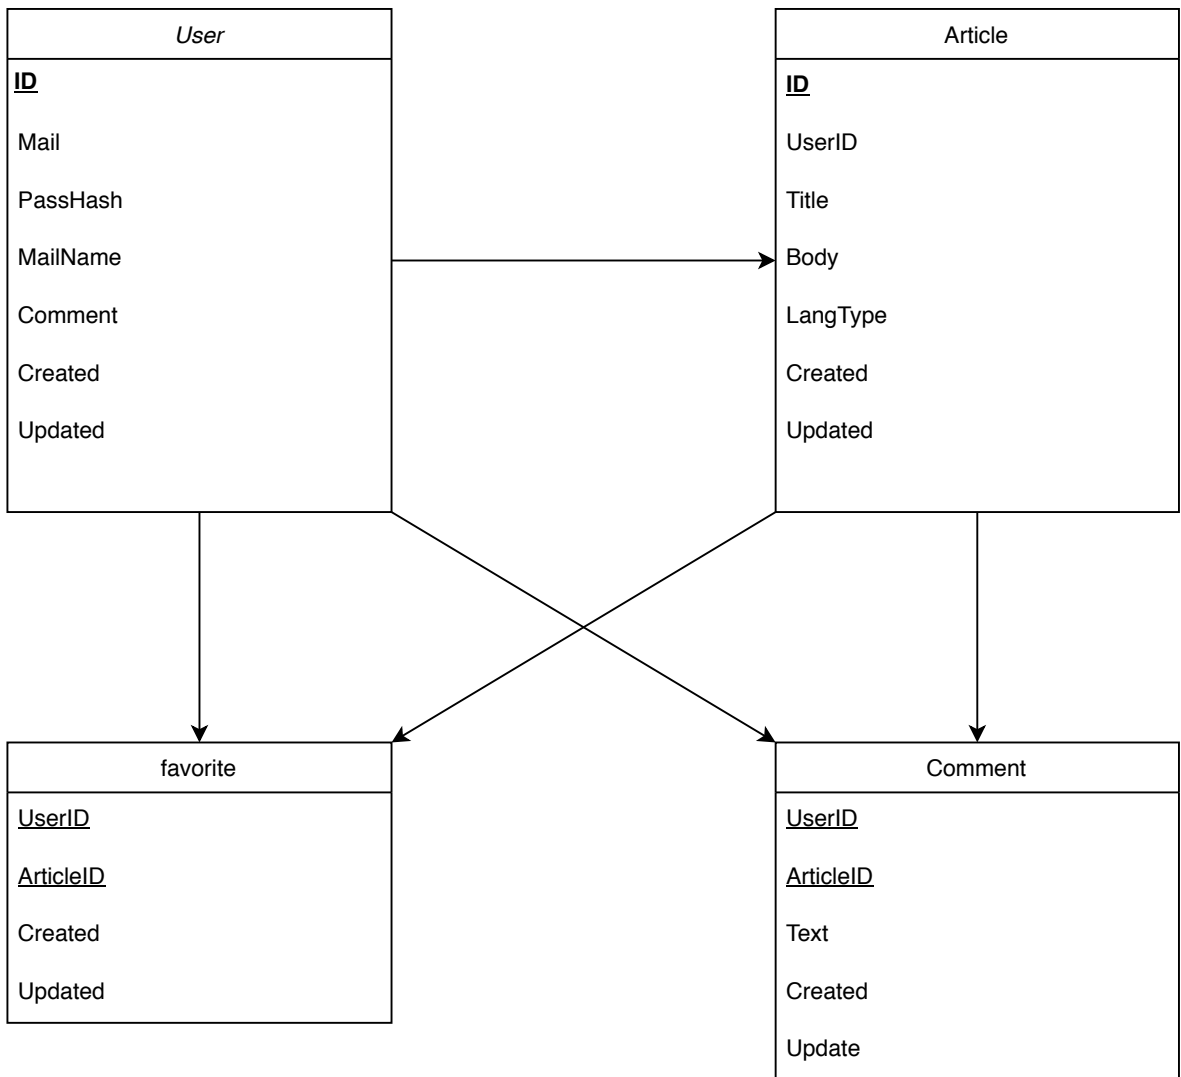 User
ID
Mail
PassHash
MailName
Comment
Created
Updated
Article
ID
UserID
Title
Body
LangType
Created
Updated
favorite
UserID
ArticleID
Created
Updated
Comment
UserID
ArticleID
Text
Created
Update